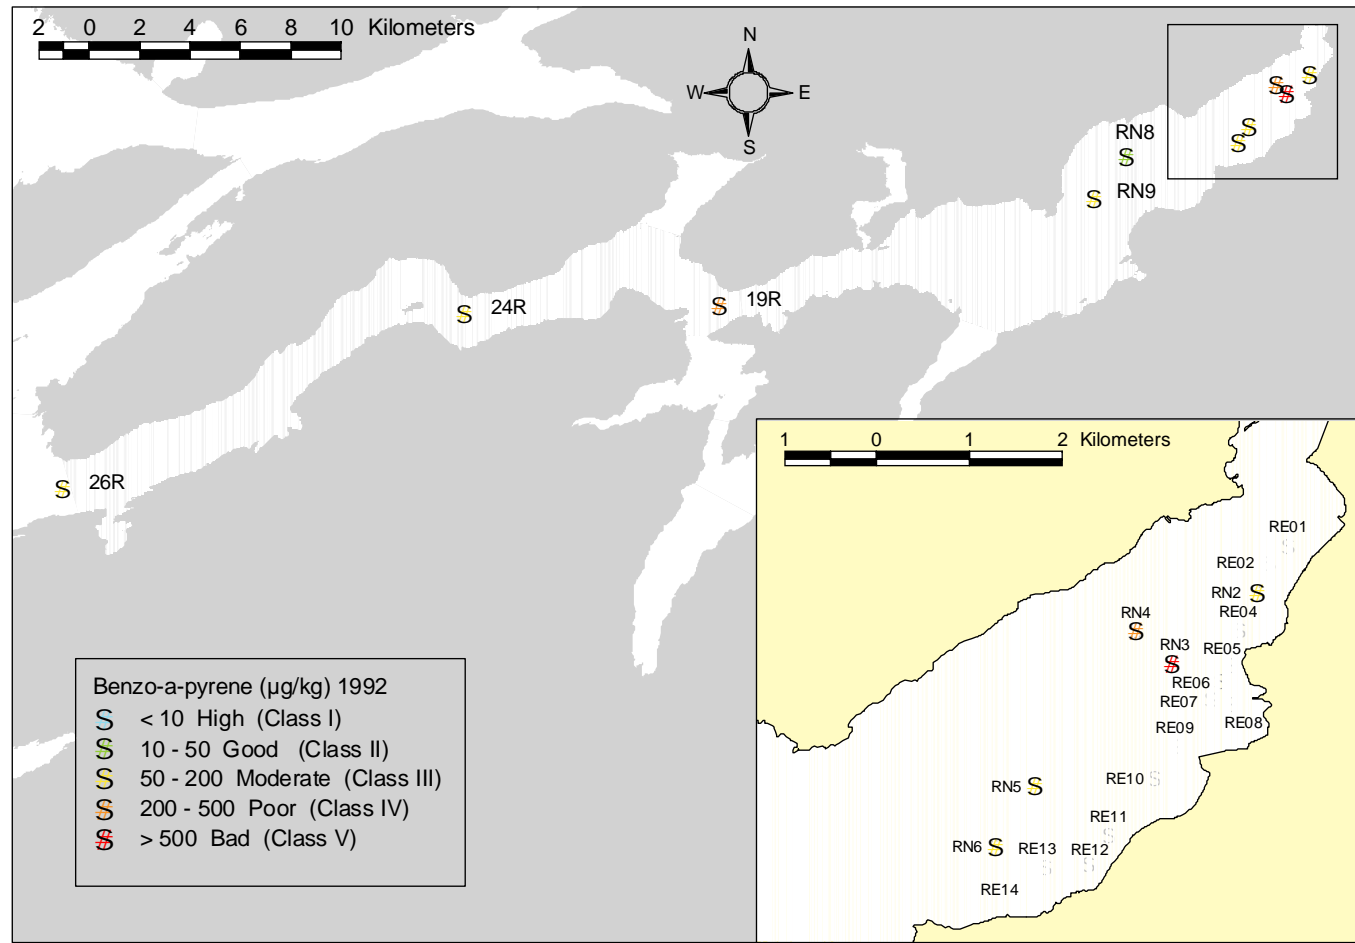 2 0 2 4 6 8 10 Kilometers
N
W E
S
RN8
RN9
24R
19R
26R
1 0 1 2 Kilometers
RE01
RE02
RN2
RE04
RN4
RN3
RE05
RE06
RE07
RE08
RE09
RN5
RE10
RE11
RN6
RE13
RE12
RE14
Benzo-a-pyrene (µg/kg) 1992
S < 10 High (Class I)
S 10 - 50 Good (Class II)
S 50 - 200 Moderate (Class III)
S 200 - 500 Poor (Class IV)
S > 500 Bad (Class V)